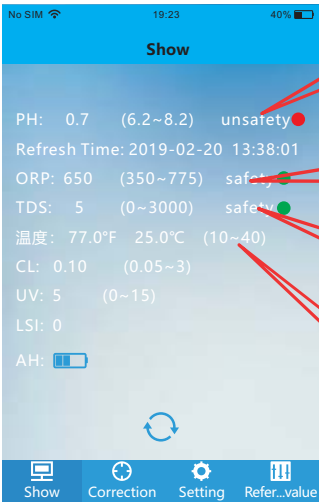 No SIM 19:23 40%
Show
PH: 0.7 (6.2~8.2) unsafety
Refresh Time: 2019-02-20 13:38:01
ORP: 650 (350~775) safety
TDS: 5 (0~3000) safety
温度: 77.0°F 25.0℃ (10~40)
CL: 0.10 (0.05~3)
UV: 5 (0~15)
LSI: 0
AH:
Show Correction Setting Refer...value